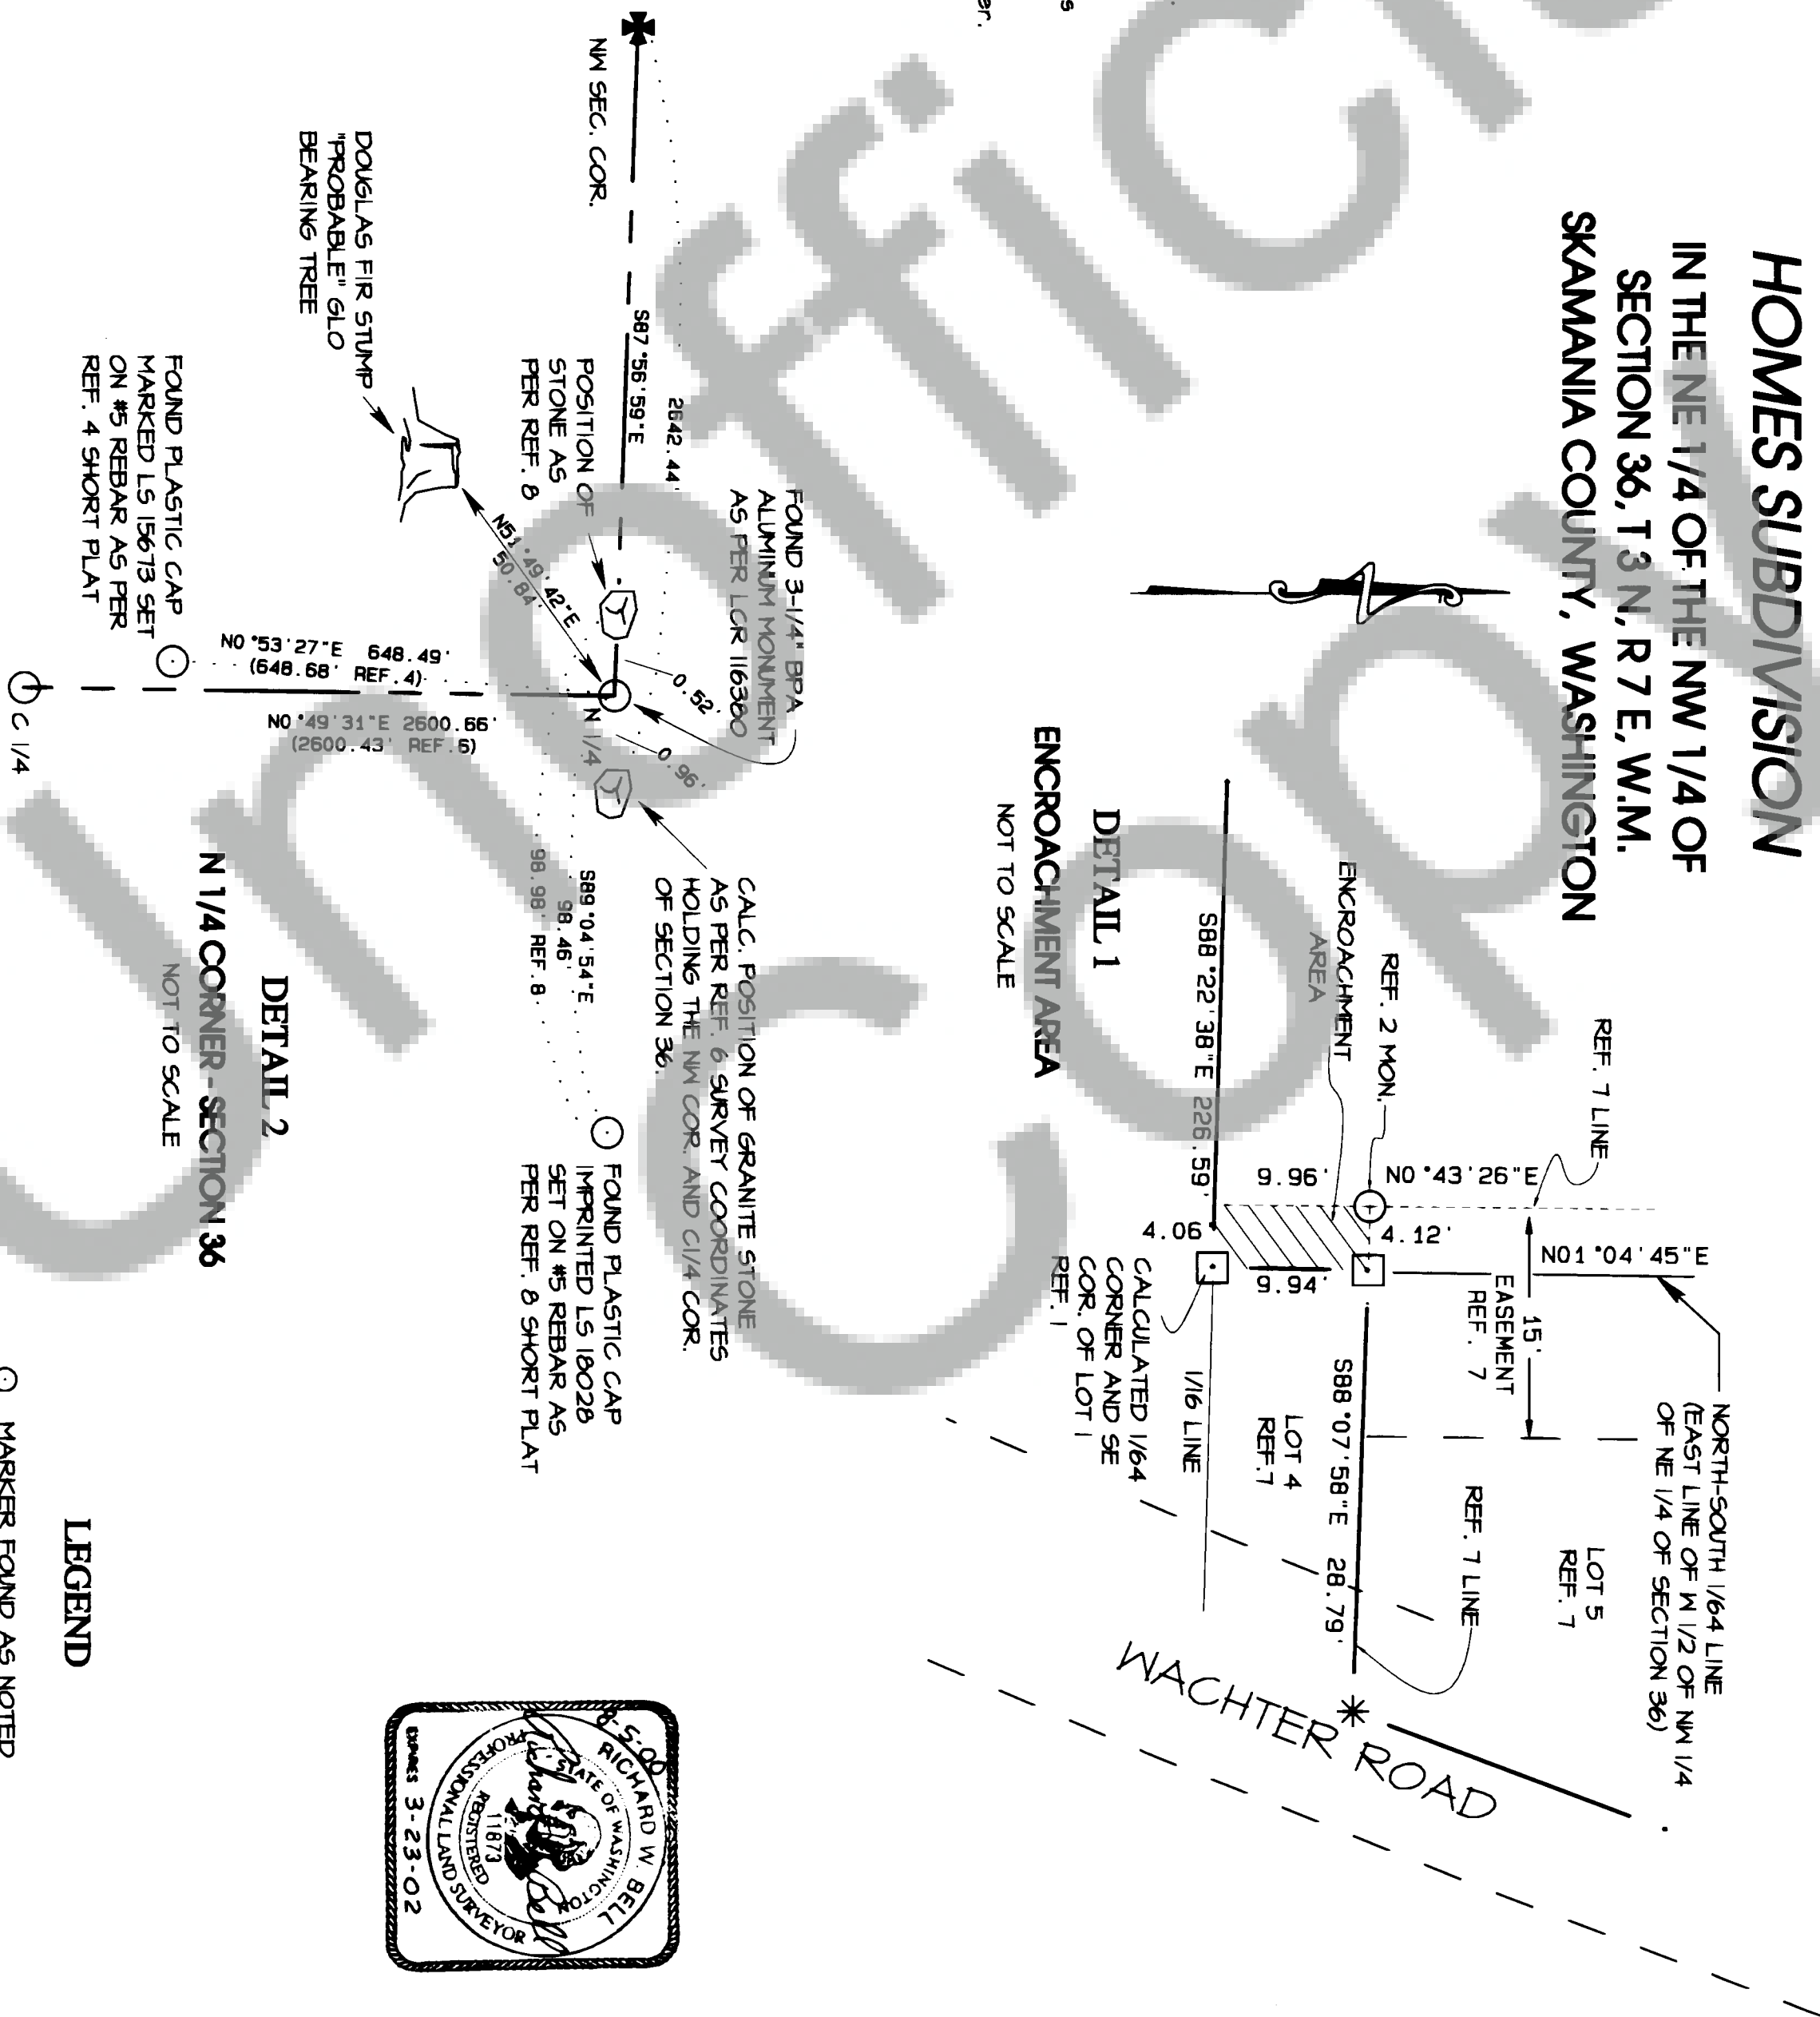 HOMES SUBDIVISION
IN THE NE 1/4 OF THE NW 1/4 OF
SECTION 36, T 3 N, R 7 E, W.M.
SKAMANIA COUNTY, WASHINGTON
Unofficial
Copy
er.
N
REF. 7 LINE
REF. 2 MON.
ENCROACHMENT
AREA
N0°43'26"E
9.96'
4.12'
4.06
9.94'
N01°04'45"E
15'
EASEMENT
REF. 7
NORTH-SOUTH 1/64 LINE
(EAST LINE OF W 1/2 OF NW 1/4
OF NE 1/4 OF SECTION 36)
LOT 5
REF. 7
REF. 7 LINE
S88°22'38"E 226.59'
S88°07'58"E 28.79'
LOT 4
REF.7
1/16 LINE
CALCULATED 1/64
CORNER AND SE
COR. OF LOT 1
REF. 1
WACHTER ROAD
DETAIL 1
ENCROACHMENT AREA
NOT TO SCALE
NW SEC. COR.
2642.44'
S87°56'59"E
FOUND 3-1/4" BPA
ALUMINUM MONUMENT
AS PER LCR 116300
POSITION OF
STONE AS
PER REF. 8
0.52'
0.96'
N 1/4
CALC. POSITION OF GRANITE STONE
AS PER REF. 6 SURVEY COORDINATES
HOLDING THE NW COR. AND C1/4 COR.
OF SECTION 36.
DOUGLAS FIR STUMP
"PROBABLE" GLO
BEARING TREE
N51°49'42"E
50.84'
S89°04'54"E
98.46'
98.98' REF.8
FOUND PLASTIC CAP
IMPRINTED LS 18028
SET ON #5 REBAR AS
PER REF. 8 SHORT PLAT
FOUND PLASTIC CAP
MARKED LS 15673 SET
ON #5 REBAR AS PER
REF. 4 SHORT PLAT
N0°53'27"E 648.49'
(648.68' REF.4)
N0°49'31"E 2600.66'
(2600.43' REF.6)
C 1/4
DETAIL 2
N 1/4 CORNER - SECTION 36
NOT TO SCALE
LEGEND
MARKER FOUND AS NOTED
8-5-00
RICHARD W. BELL
STATE OF WASHINGTON
Richard W Bell
11873
REGISTERED
PROFESSIONAL LAND SURVEYOR
EXPIRES 3-23-02